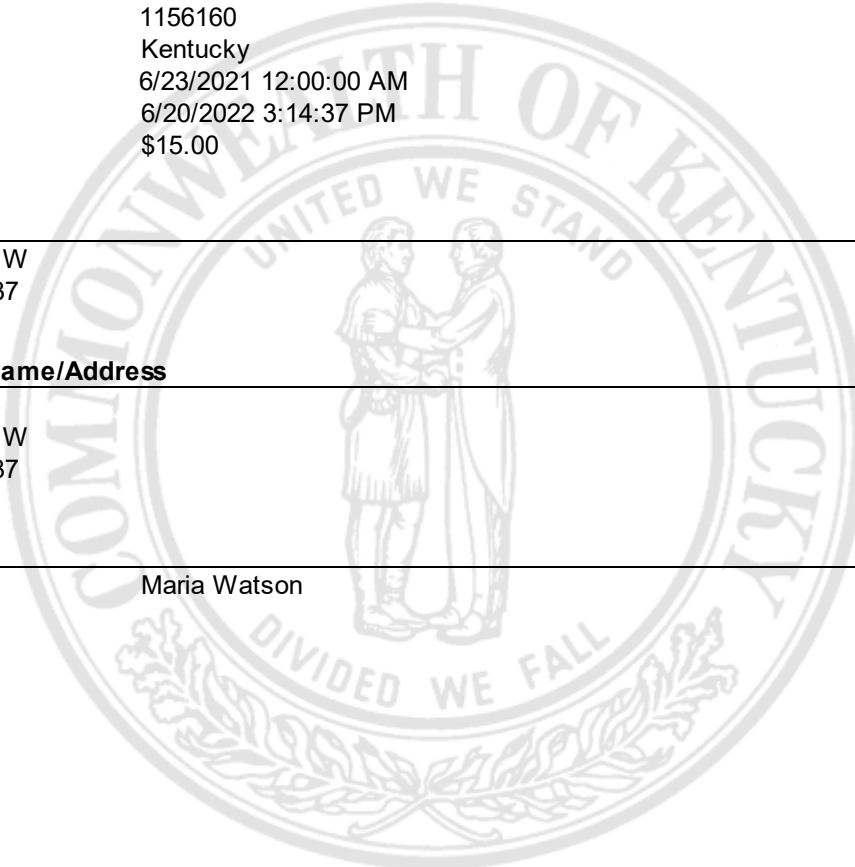 1156160
Kentucky
6/23/2021 12:00:00 AM
6/20/2022 3:14:37 PM
$15.00
COMMONWEALTH OF KENTUCKY
UNITED WE STAND
W
37
ame/Address
W
37
Maria Watson
DIVIDED WE FALL